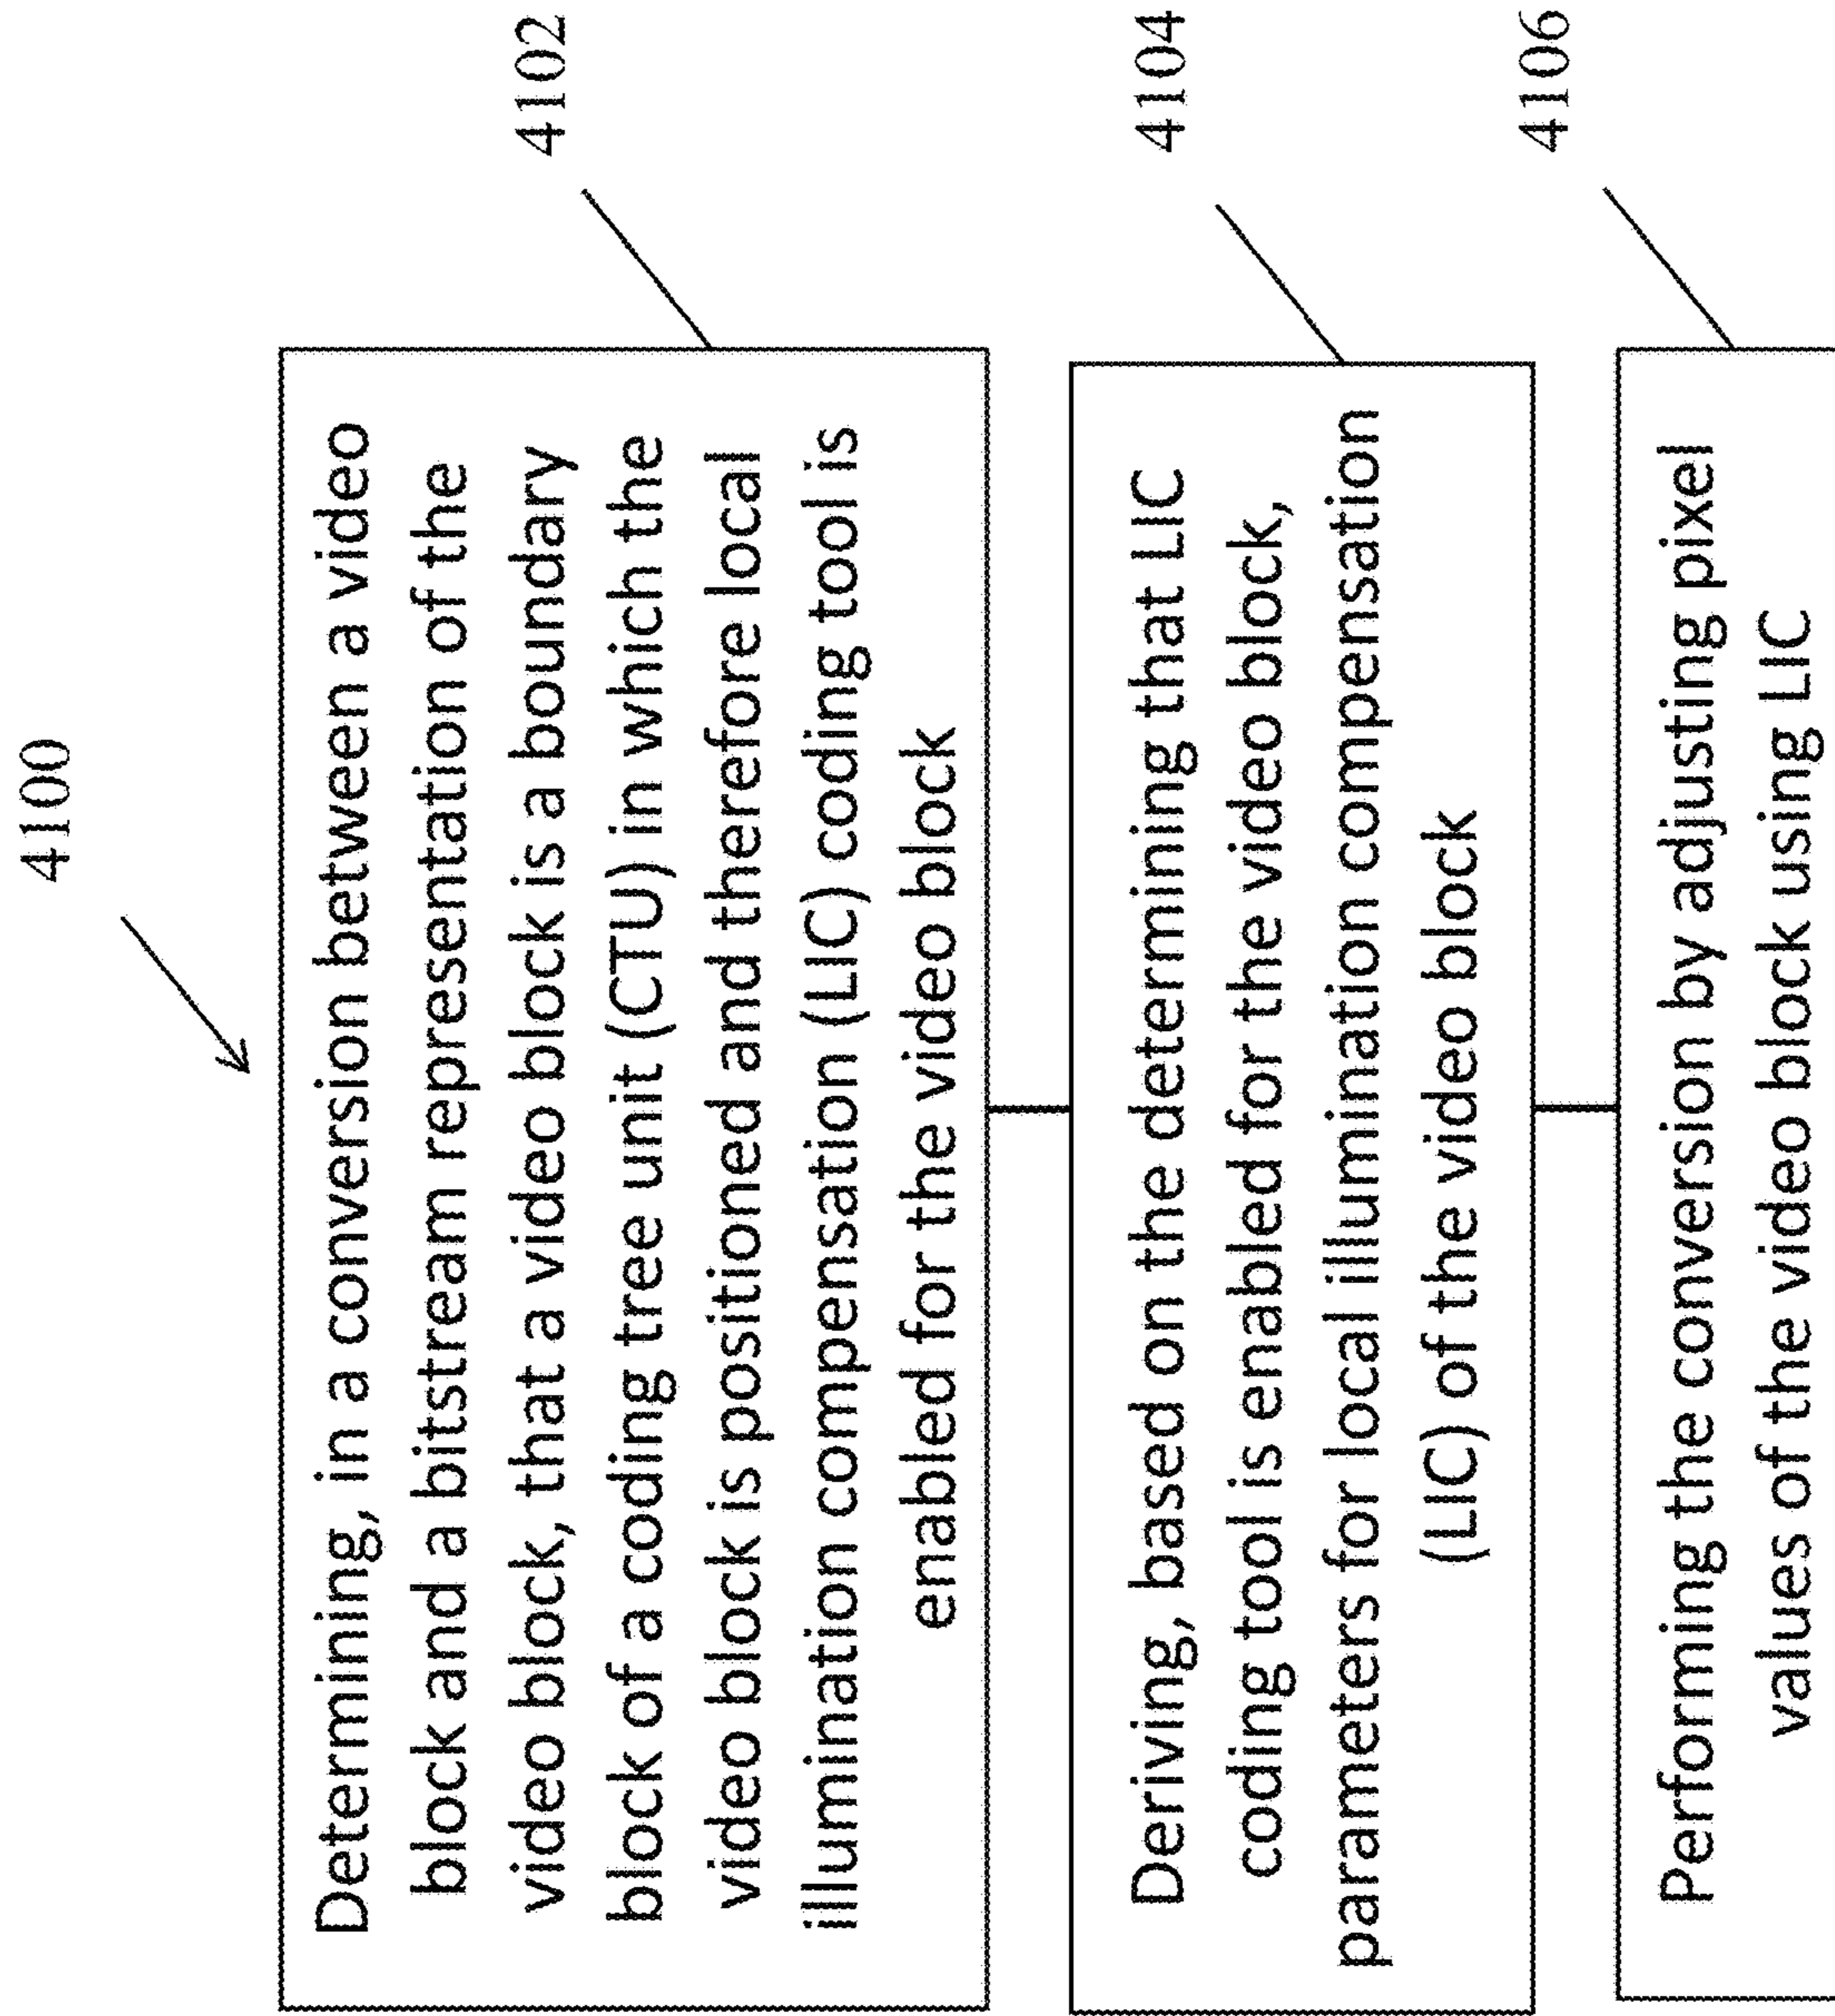 4100
Determining, in a conversion between a video
block and a bitstream representation of the
video block, that a video block is a boundary
block of a coding tree unit (CTU) in which the
video block is positioned and therefore local
illumination compensation (LIC) coding tool is
enabled for the video block
4102
Deriving, based on the determining that LIC
coding tool is enabled for the video block,
parameters for local illumination compensation
(LIC) of the video block
4104
Performing the conversion by adjusting pixel
values of the video block using LIC
4106